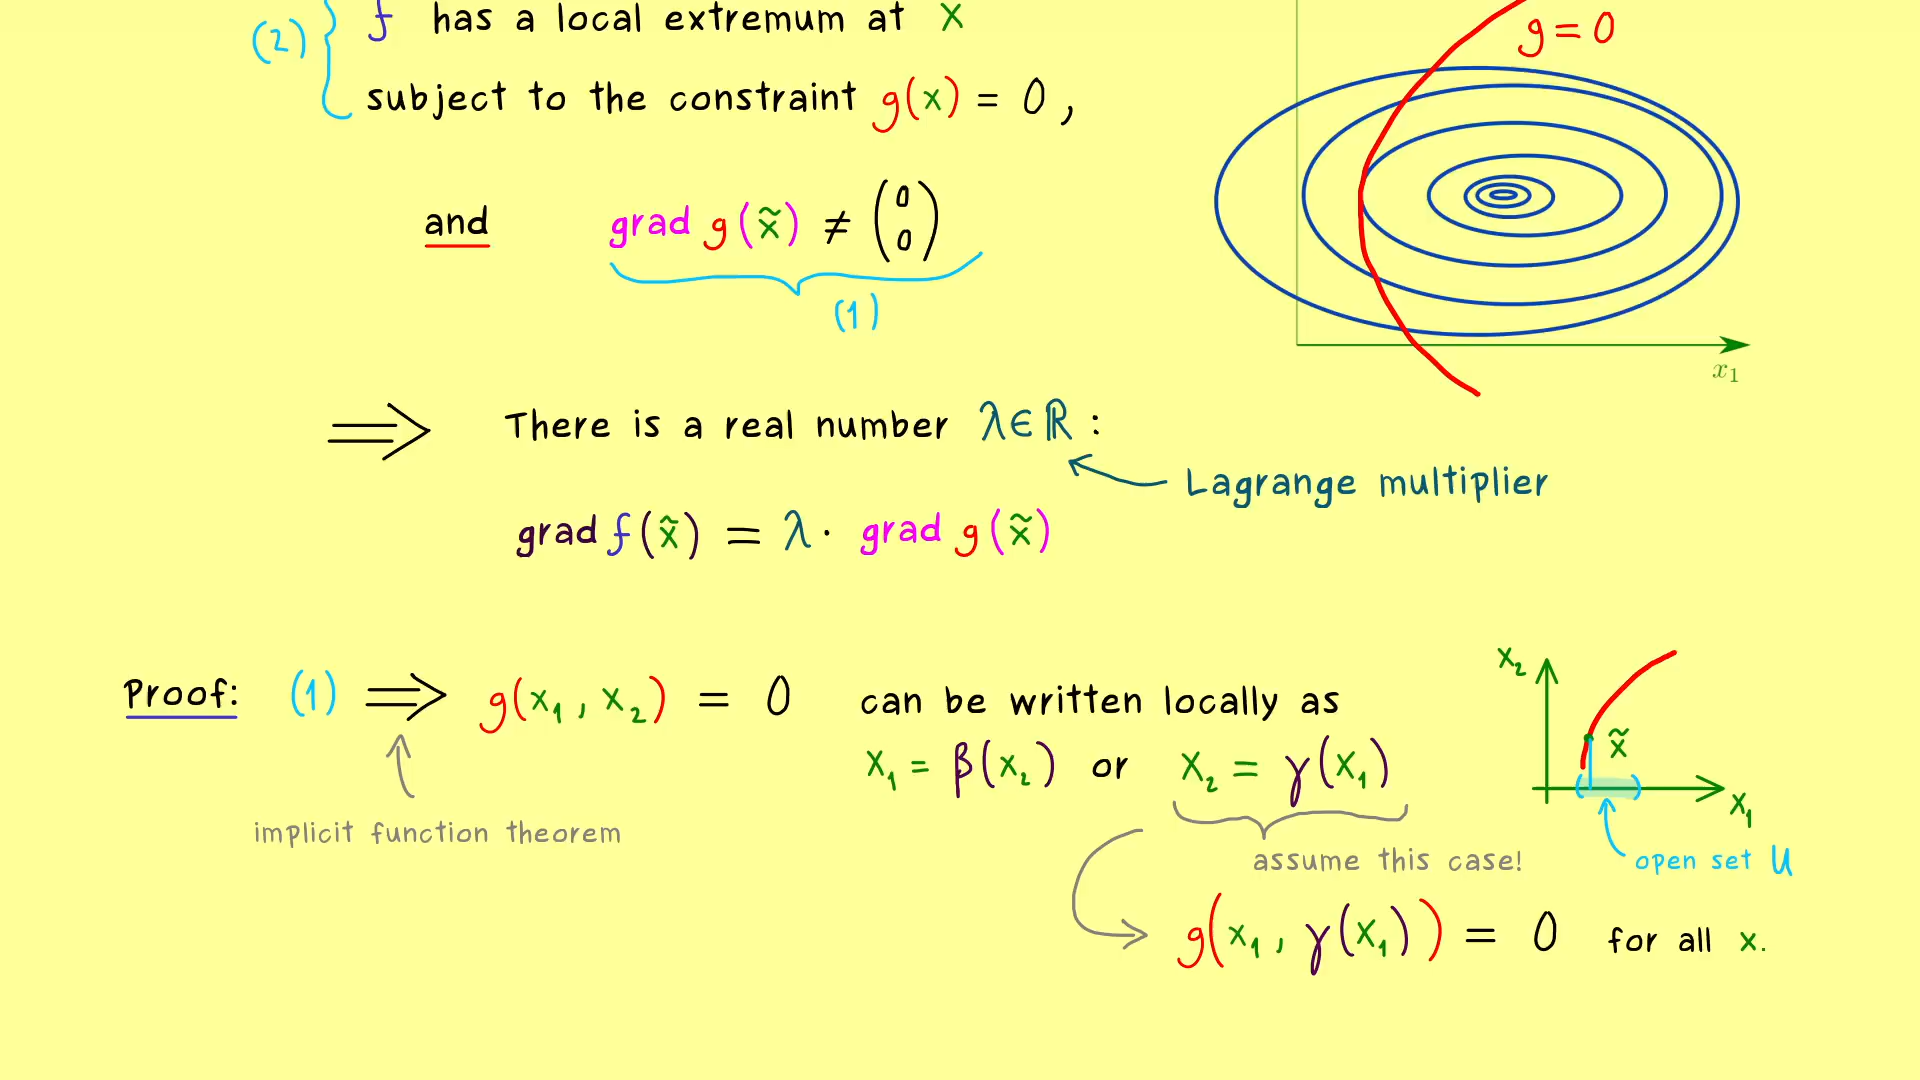 (2) f has a local extremum at x̃
g = 0
subject to the constraint g(x) = 0 ,
and grad g(x̃) ≠ (0 0)
(1)
x₁
⟹ There is a real number λ∈ℝ :
Lagrange multiplier
grad f(x̃) = λ · grad g(x̃)
Proof: (1) ⟹ g(x₁, x₂) = 0 can be written locally as
x₁ = β(x₂) or x₂ = γ(x₁)
implicit function theorem
assume this case!
x₂
x̃
x₁
open set U
g(x₁, γ(x₁)) = 0 for all x.